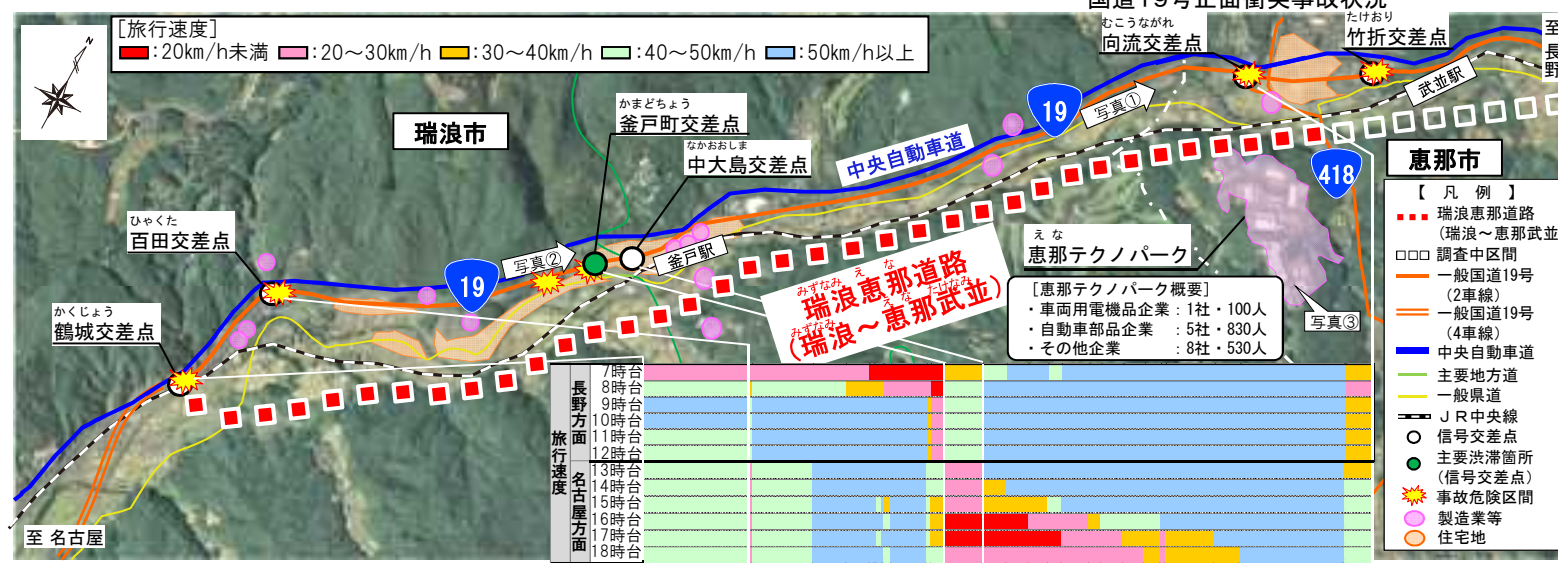 国道19号正面衝突事故状況
[旅行速度]
:20km/h未満
:20～30km/h
:30～40km/h
:40～50km/h
:50km/h以上
N
むこうながれ
向流交差点
たけおり
竹折交差点
至 長野
武並駅
写真①
19
瑞浪市
かまどちょう
釜戸町交差点
なかおおしま
中大島交差点
中央自動車道
418
恵那市
ひゃくた
百田交差点
写真②
釜戸駅
19
え な
恵那テクノパーク
かくじょう
鶴城交差点
みずなみ え な
瑞浪恵那道路
みずなみ え な たけなみ
(瑞浪～恵那武並)
[恵那テクノパーク概要]
・車両用電機品企業：1社・100人
・自動車部品企業　：5社・830人
・その他企業　　　：8社・530人
写真③
至 名古屋
旅行速度
長野方面
7時台
8時台
9時台
10時台
11時台
12時台
名古屋方面
13時台
14時台
15時台
16時台
17時台
18時台
【 凡 例 】
瑞浪恵那道路
(瑞浪～恵那武並
調査中区間
一般国道19号
(2車線)
一般国道19号
(4車線)
中央自動車道
主要地方道
一般県道
ＪＲ中央線
信号交差点
主要渋滞箇所
(信号交差点)
事故危険区間
製造業等
住宅地